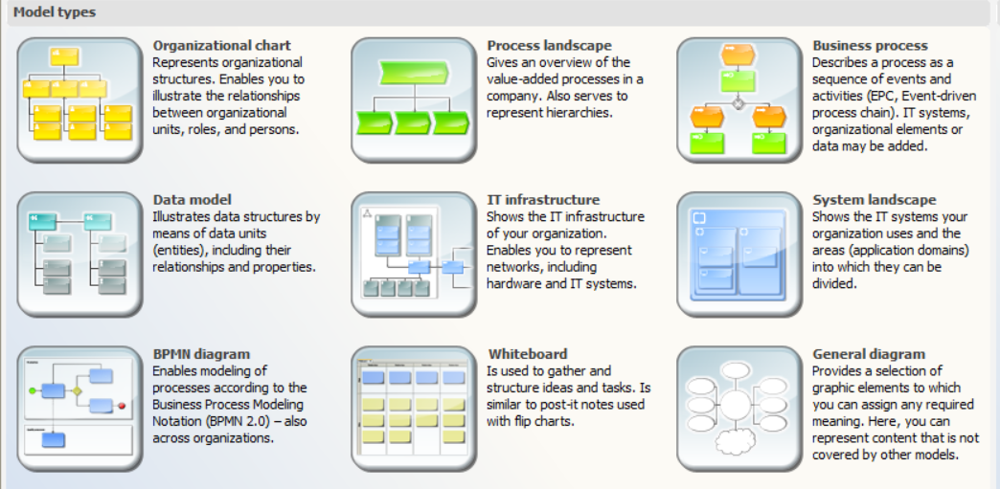 Model types
Organizational chart
Represents organizational
structures. Enables you to
illustrate the relationships
between organizational
units, roles, and persons.
Process landscape
Gives an overview of the
value-added processes in a
company. Also serves to
represent hierarchies.
Business process
Describes a process as a
sequence of events and
activities (EPC, Event-driven
process chain). IT systems,
organizational elements or
data may be added.
Data model
Illustrates data structures by
means of data units
(entities), including their
relationships and properties.
IT infrastructure
Shows the IT infrastructure
of your organization.
Enables you to represent
networks, including
hardware and IT systems.
System landscape
Shows the IT systems your
organization uses and the
areas (application domains)
into which they can be
divided.
BPMN diagram
Enables modeling of
processes according to the
Business Process Modeling
Notation (BPMN 2.0) – also
across organizations.
Whiteboard
Is used to gather and
structure ideas and tasks. Is
similar to post-it notes used
with flip charts.
General diagram
Provides a selection of
graphic elements to which
you can assign any required
meaning. Here, you can
represent content that is not
covered by other models.